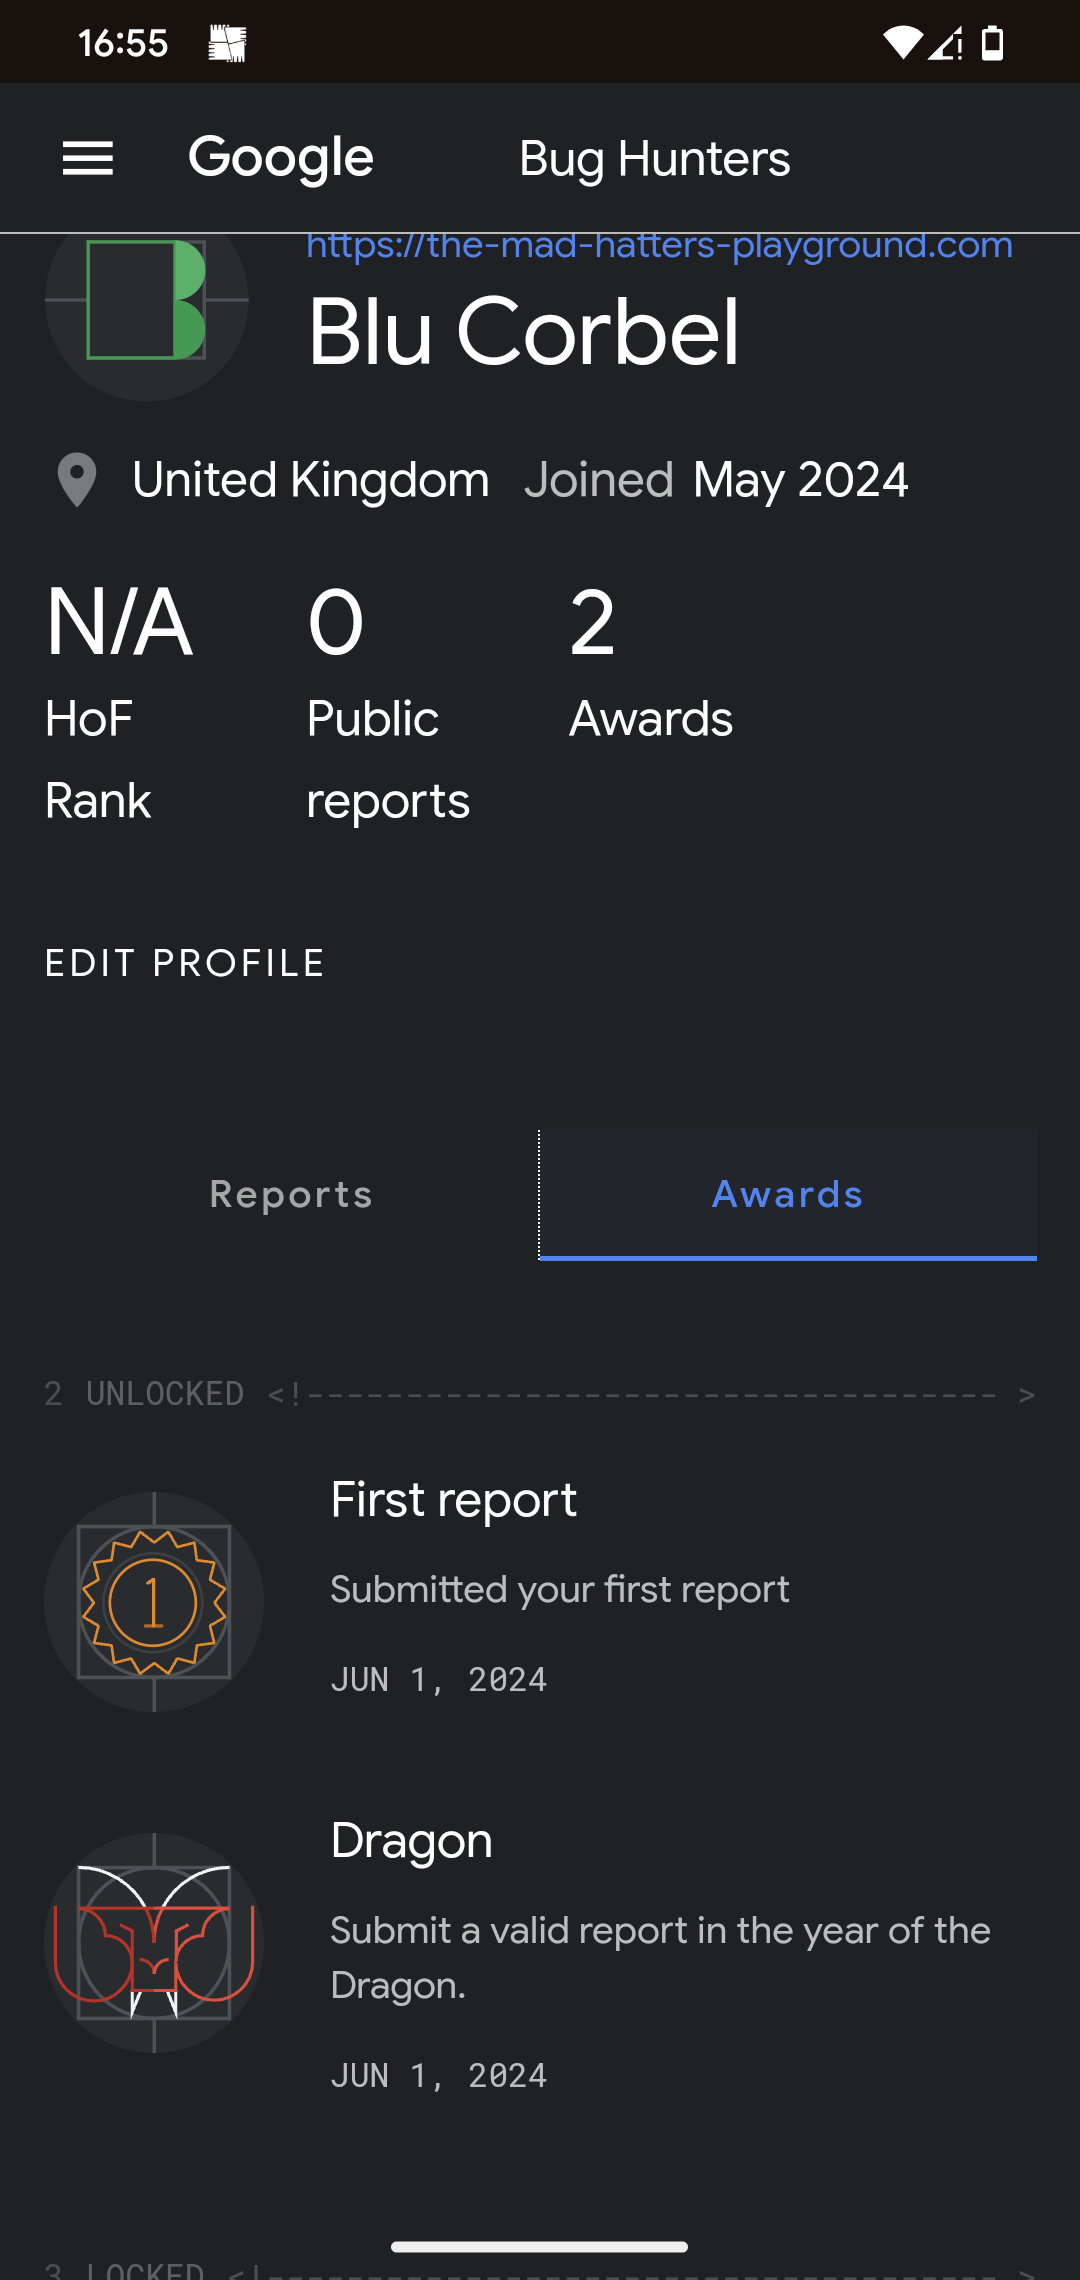 16:55
Google Bug Hunters
https://the-mad-hatters-playground.com
Blu Corbel
United Kingdom Joined May 2024
N/A 0 2
HoF Public Awards
Rank reports
EDIT PROFILE
Reports Awards
2 UNLOCKED <!----------------------------------- >
First report
1
Submitted your first report
JUN 1, 2024
Dragon
Submit a valid report in the year of the
Dragon.
JUN 1, 2024
3 LOCKED <!------------------------------------- >